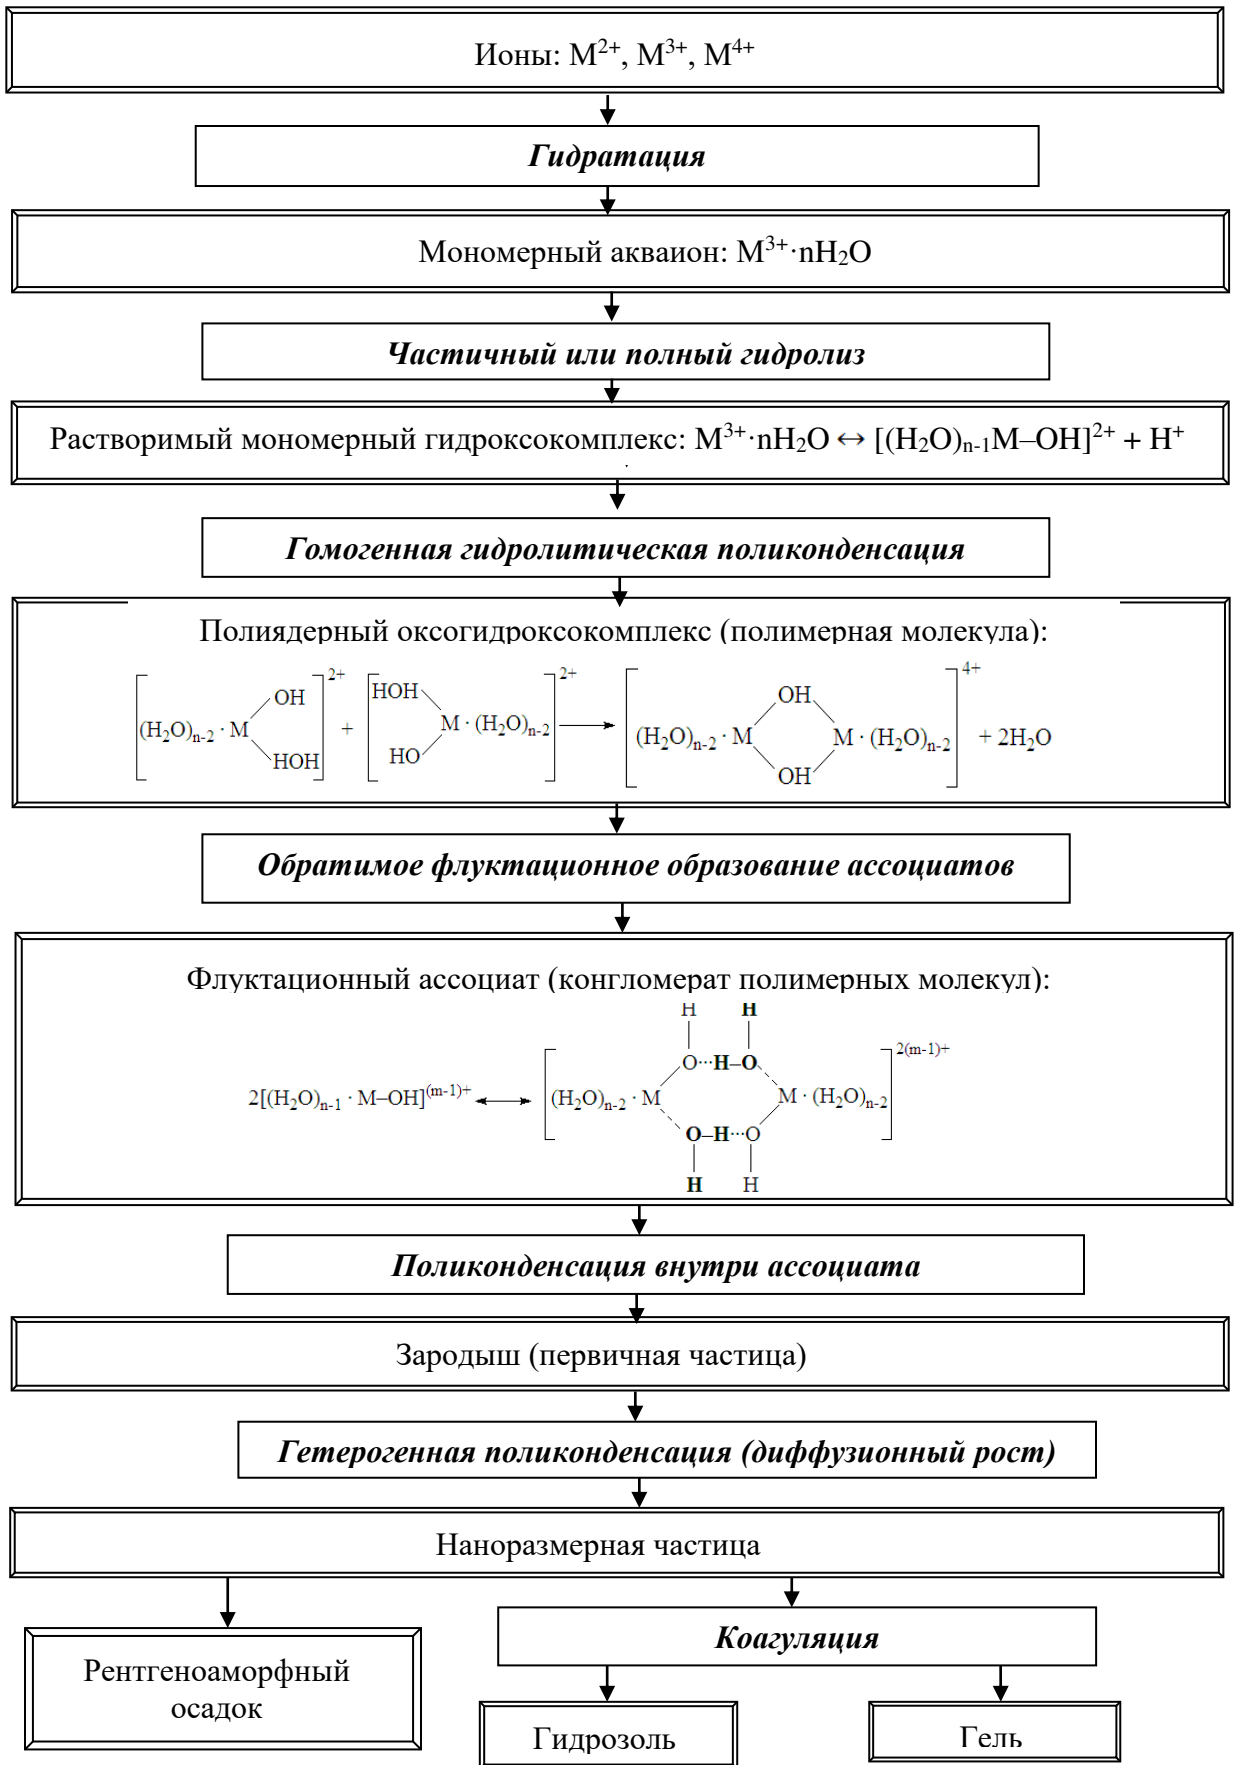 Ионы: M²⁺, M³⁺, M⁴⁺
Гидратация
Мономерный акваион: M³⁺·nH₂O
Частичный или полный гидролиз
Растворимый мономерный гидроксокомплекс: M³⁺·nH₂O ↔ [(H₂O)ₙ₋₁M–OH]²⁺ + H⁺
Гомогенная гидролитическая поликонденсация
Полиядерный оксогидроксокомплекс (полимерная молекула):
[(H₂O)ₙ₋₂ · M OH HOH]²⁺ + [HOH HO M · (H₂O)ₙ₋₂]²⁺ → [(H₂O)ₙ₋₂ · M OH OH M · (H₂O)ₙ₋₂]⁴⁺ + 2H₂O
Обратимое флуктационное образование ассоциатов
Флуктационный ассоциат (конгломерат полимерных молекул):
H H
O···H–O
2[(H₂O)ₙ₋₁ · M–OH]⁽ᵐ⁻¹⁾⁺ ↔ [(H₂O)ₙ₋₂ · M M · (H₂O)ₙ₋₂]²⁽ᵐ⁻¹⁾⁺
O–H···O
H H
Поликонденсация внутри ассоциата
Зародыш (первичная частица)
Гетерогенная поликонденсация (диффузионный рост)
Наноразмерная частица
Коагуляция
Рентгеноаморфный
осадок
Гидрозоль
Гель